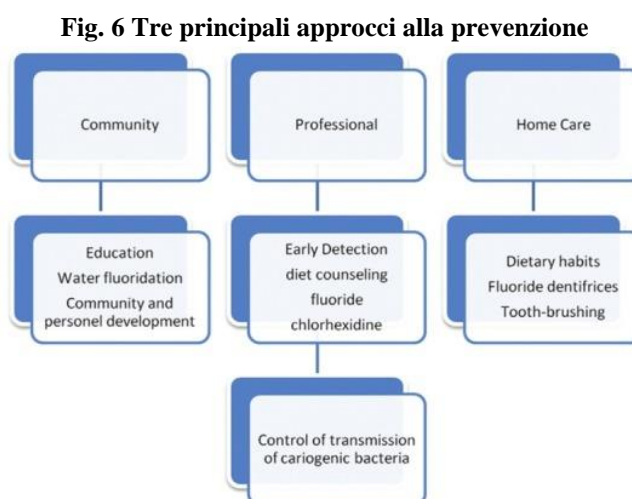 Fig. 6 Tre principali approcci alla prevenzione
Community
Professional
Home Care
Education
Water fluoridation
Community and
personel development
Early Detection
diet counseling
fluoride
chlorhexidine
Dietary habits
Fluoride dentifrices
Tooth-brushing
Control of transmission
of cariogenic bacteria